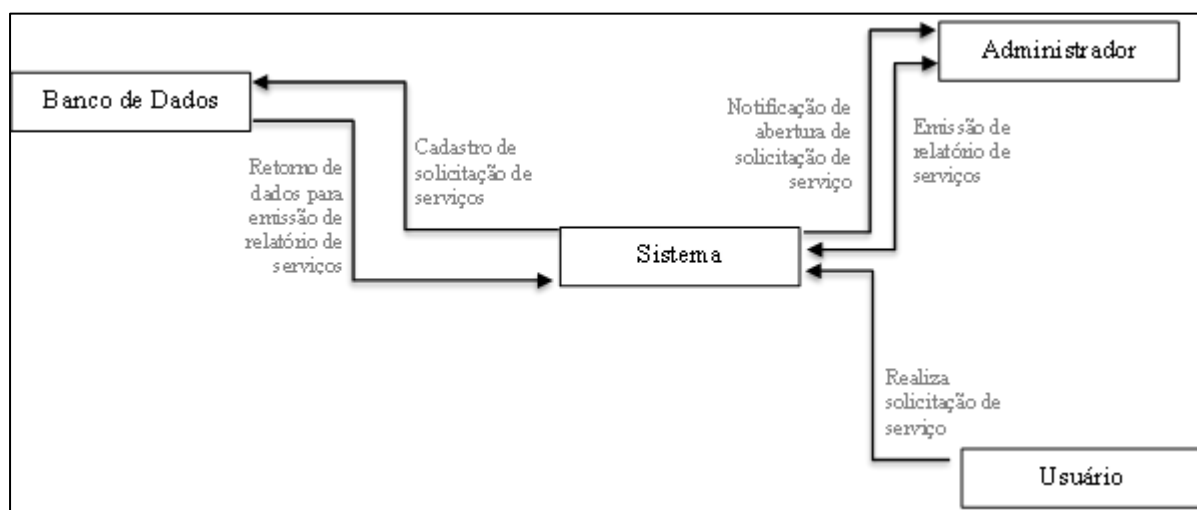 Administrador
Banco de Dados
Notificação de
abertura de
solicitação de
serviço
Emissão de
relatório de
serviços
Cadastro de
solicitação de
serviços
Retorno de
dados para
emissão de
relatório de
serviços
Sistema
Realiza
solicitação de
serviço
Usuário